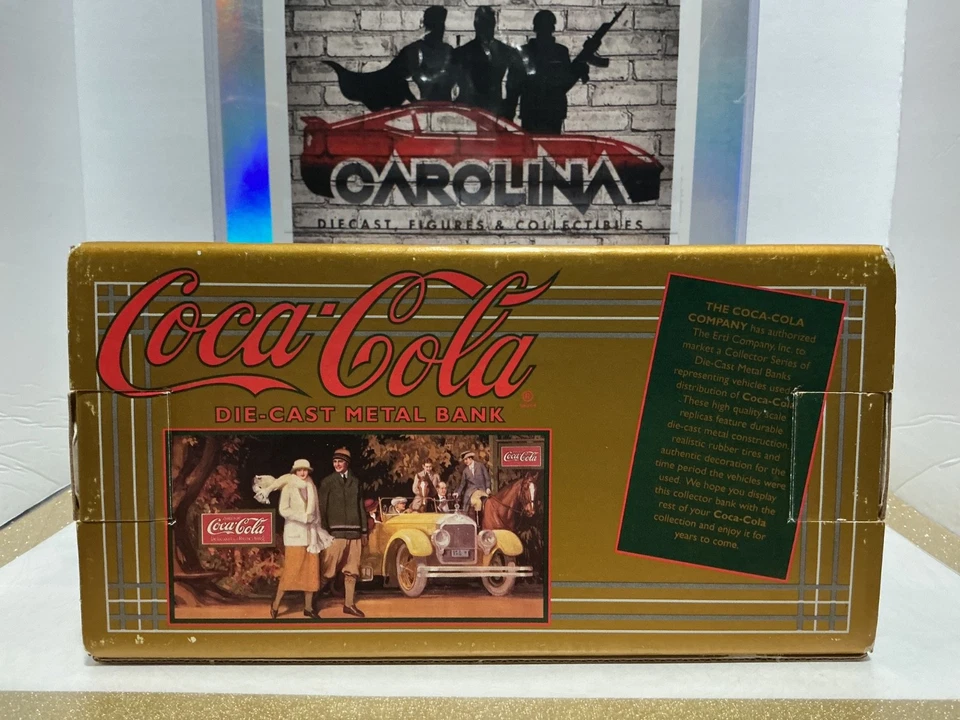 CAROLINA
DIECAST, FIGURES & COLLECTIBLES
Coca-Cola
®
DIE-CAST METAL BANK
Coca-Cola
Coca-Cola
THE COCA-COLA
COMPANY has authorized
The Ertl Company, Inc. to
market a Collector Series of
Die-Cast Metal Banks
representing vehicles used
distribution of Coca-Col
These high quality scale
replicas feature durable
die-cast metal construction,
realistic rubber tires and
authentic decoration for the
time period the vehicles were
used. We hope you display
this collector bank with the
rest of your Coca-Cola
collection and enjoy it for
years to come.